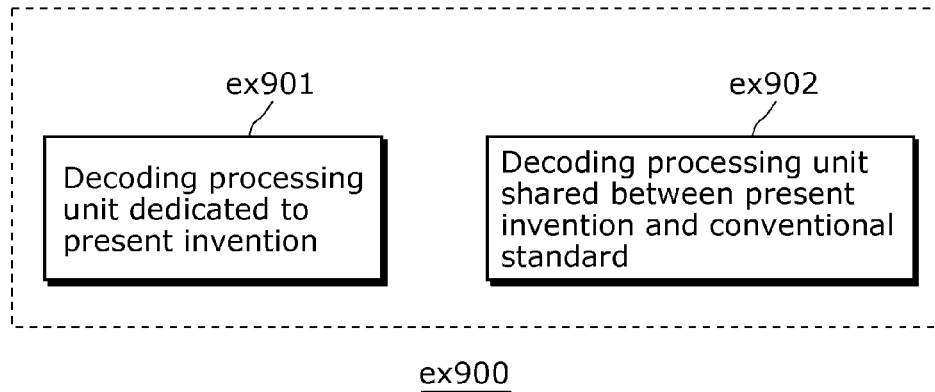 ex901
ex902
Decoding processing
unit dedicated to
present invention
Decoding processing unit
shared between present
invention and conventional
standard
ex900